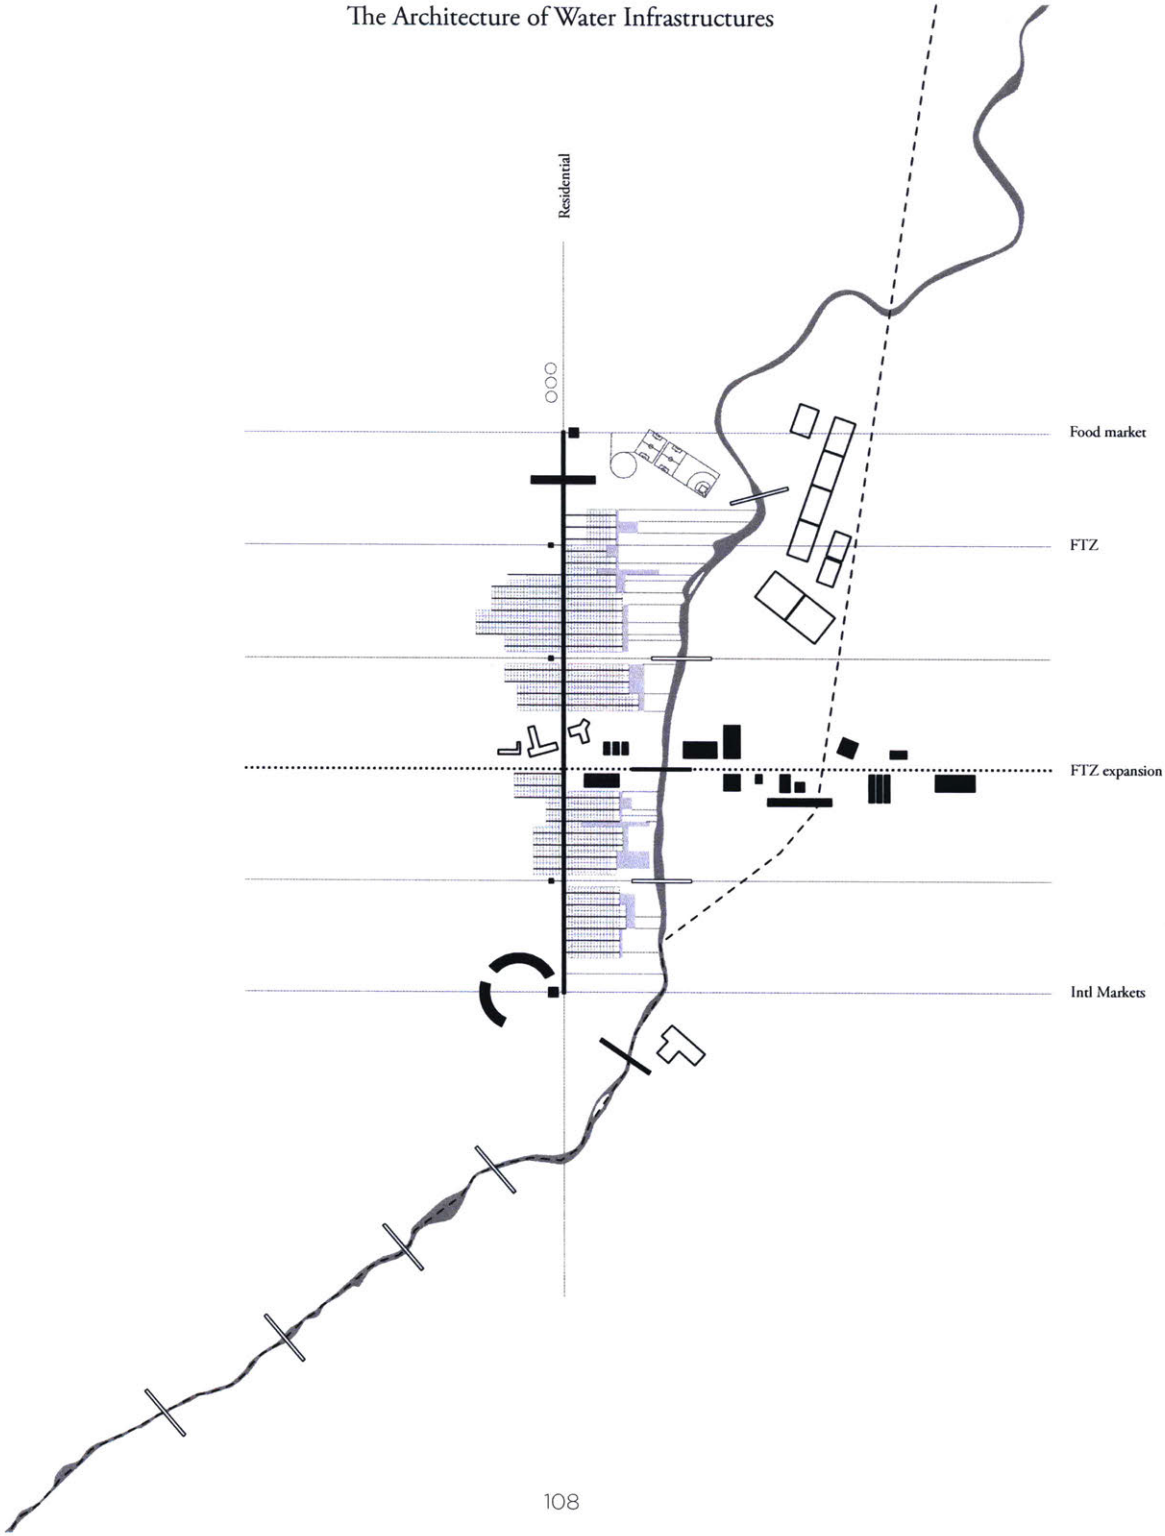 The Architecture of Water Infrastructures
Residential
Food market
FTZ
FTZ expansion
Intl Markets
108